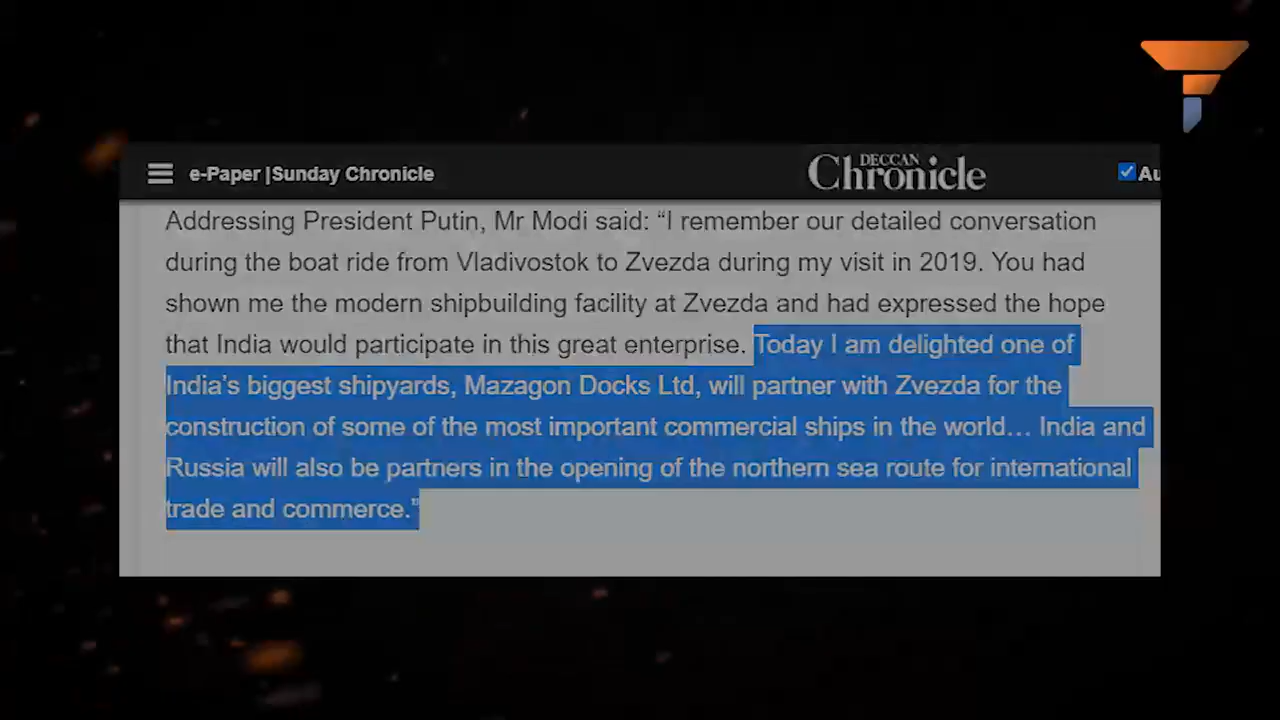 e-Paper |Sunday Chronicle
DECCAN
Chronicle
Au
Addressing President Putin, Mr Modi said: “I remember our detailed conversation
during the boat ride from Vladivostok to Zvezda during my visit in 2019. You had
shown me the modern shipbuilding facility at Zvezda and had expressed the hope
that India would participate in this great enterprise. Today I am delighted one of
India’s biggest shipyards, Mazagon Docks Ltd, will partner with Zvezda for the
construction of some of the most important commercial ships in the world… India and
Russia will also be partners in the opening of the northern sea route for international
trade and commerce.”